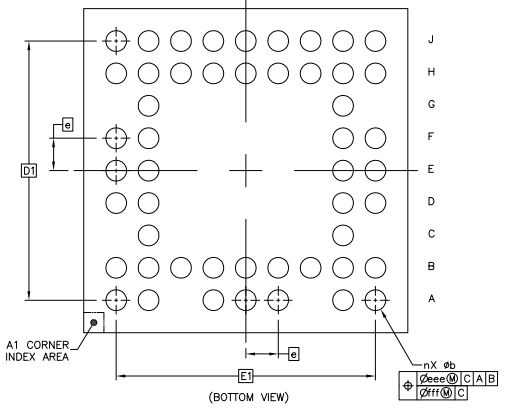 J
H
G
F
e
E
D1
D
C
B
A
A1 CORNER
INDEX AREA
e
E1
nX øb
⌖ Øeee Ⓜ C A B
Øfff Ⓜ C
(BOTTOM VIEW)